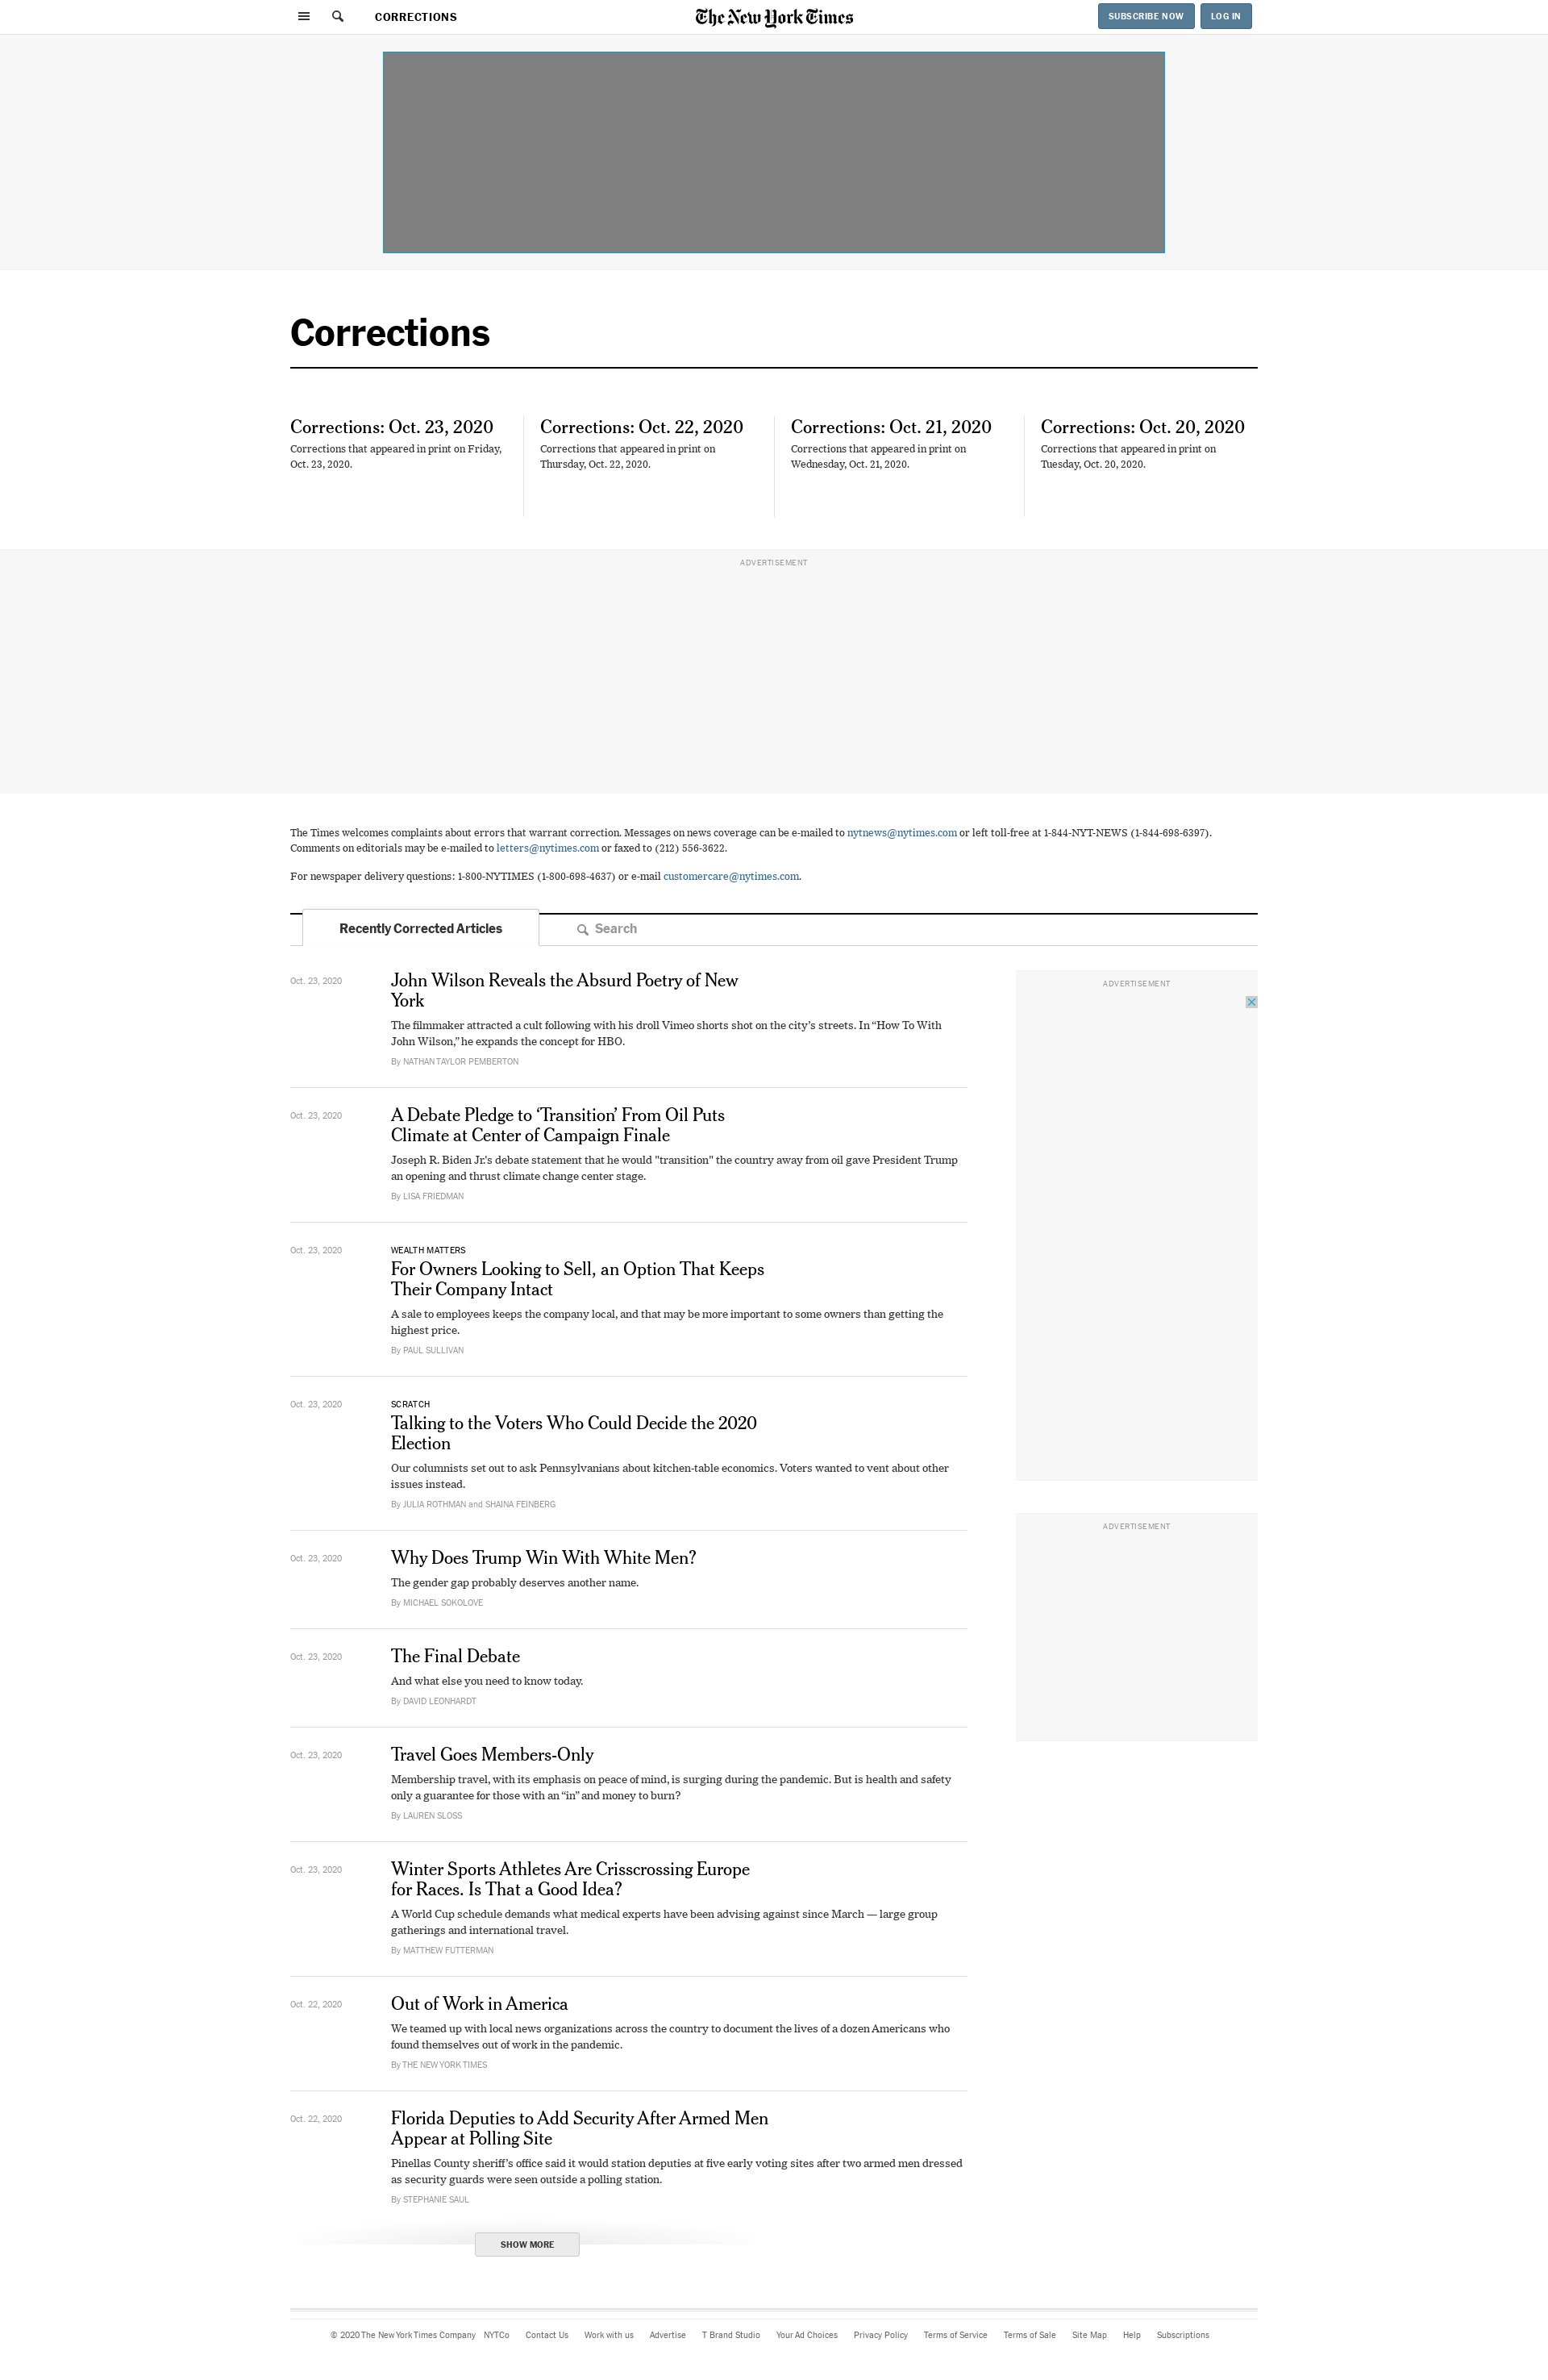 CORRECTIONS
The New York Times
SUBSCRIBE NOW
LOG IN
Corrections
Corrections: Oct. 23, 2020
Corrections that appeared in print on Friday,
Oct. 23, 2020.
Corrections: Oct. 22, 2020
Corrections that appeared in print on
Thursday, Oct. 22, 2020.
Corrections: Oct. 21, 2020
Corrections that appeared in print on
Wednesday, Oct. 21, 2020.
Corrections: Oct. 20, 2020
Corrections that appeared in print on
Tuesday, Oct. 20, 2020.
ADVERTISEMENT
The Times welcomes complaints about errors that warrant correction. Messages on news coverage can be e-mailed to nytnews@nytimes.com or left toll-free at 1-844-NYT-NEWS (1-844-698-6397).
Comments on editorials may be e-mailed to letters@nytimes.com or faxed to (212) 556-3622.
For newspaper delivery questions: 1-800-NYTIMES (1-800-698-4637) or e-mail customercare@nytimes.com.
Recently Corrected Articles
Search
Oct. 23, 2020
John Wilson Reveals the Absurd Poetry of New
York
The filmmaker attracted a cult following with his droll Vimeo shorts shot on the city’s streets. In “How To With
John Wilson,” he expands the concept for HBO.
By NATHAN TAYLOR PEMBERTON
Oct. 23, 2020
A Debate Pledge to ‘Transition’ From Oil Puts
Climate at Center of Campaign Finale
Joseph R. Biden Jr.'s debate statement that he would "transition" the country away from oil gave President Trump
an opening and thrust climate change center stage.
By LISA FRIEDMAN
Oct. 23, 2020
WEALTH MATTERS
For Owners Looking to Sell, an Option That Keeps
Their Company Intact
A sale to employees keeps the company local, and that may be more important to some owners than getting the
highest price.
By PAUL SULLIVAN
Oct. 23, 2020
SCRATCH
Talking to the Voters Who Could Decide the 2020
Election
Our columnists set out to ask Pennsylvanians about kitchen-table economics. Voters wanted to vent about other
issues instead.
By JULIA ROTHMAN and SHAINA FEINBERG
Oct. 23, 2020
Why Does Trump Win With White Men?
The gender gap probably deserves another name.
By MICHAEL SOKOLOVE
Oct. 23, 2020
The Final Debate
And what else you need to know today.
By DAVID LEONHARDT
Oct. 23, 2020
Travel Goes Members-Only
Membership travel, with its emphasis on peace of mind, is surging during the pandemic. But is health and safety
only a guarantee for those with an “in” and money to burn?
By LAUREN SLOSS
Oct. 23, 2020
Winter Sports Athletes Are Crisscrossing Europe
for Races. Is That a Good Idea?
A World Cup schedule demands what medical experts have been advising against since March — large group
gatherings and international travel.
By MATTHEW FUTTERMAN
Oct. 22, 2020
Out of Work in America
We teamed up with local news organizations across the country to document the lives of a dozen Americans who
found themselves out of work in the pandemic.
By THE NEW YORK TIMES
Oct. 22, 2020
Florida Deputies to Add Security After Armed Men
Appear at Polling Site
Pinellas County sheriff’s office said it would station deputies at five early voting sites after two armed men dressed
as security guards were seen outside a polling station.
By STEPHANIE SAUL
SHOW MORE
ADVERTISEMENT
ADVERTISEMENT
© 2020 The New York Times Company NYTCo Contact Us Work with us Advertise T Brand Studio Your Ad Choices Privacy Policy Terms of Service Terms of Sale Site Map Help Subscriptions